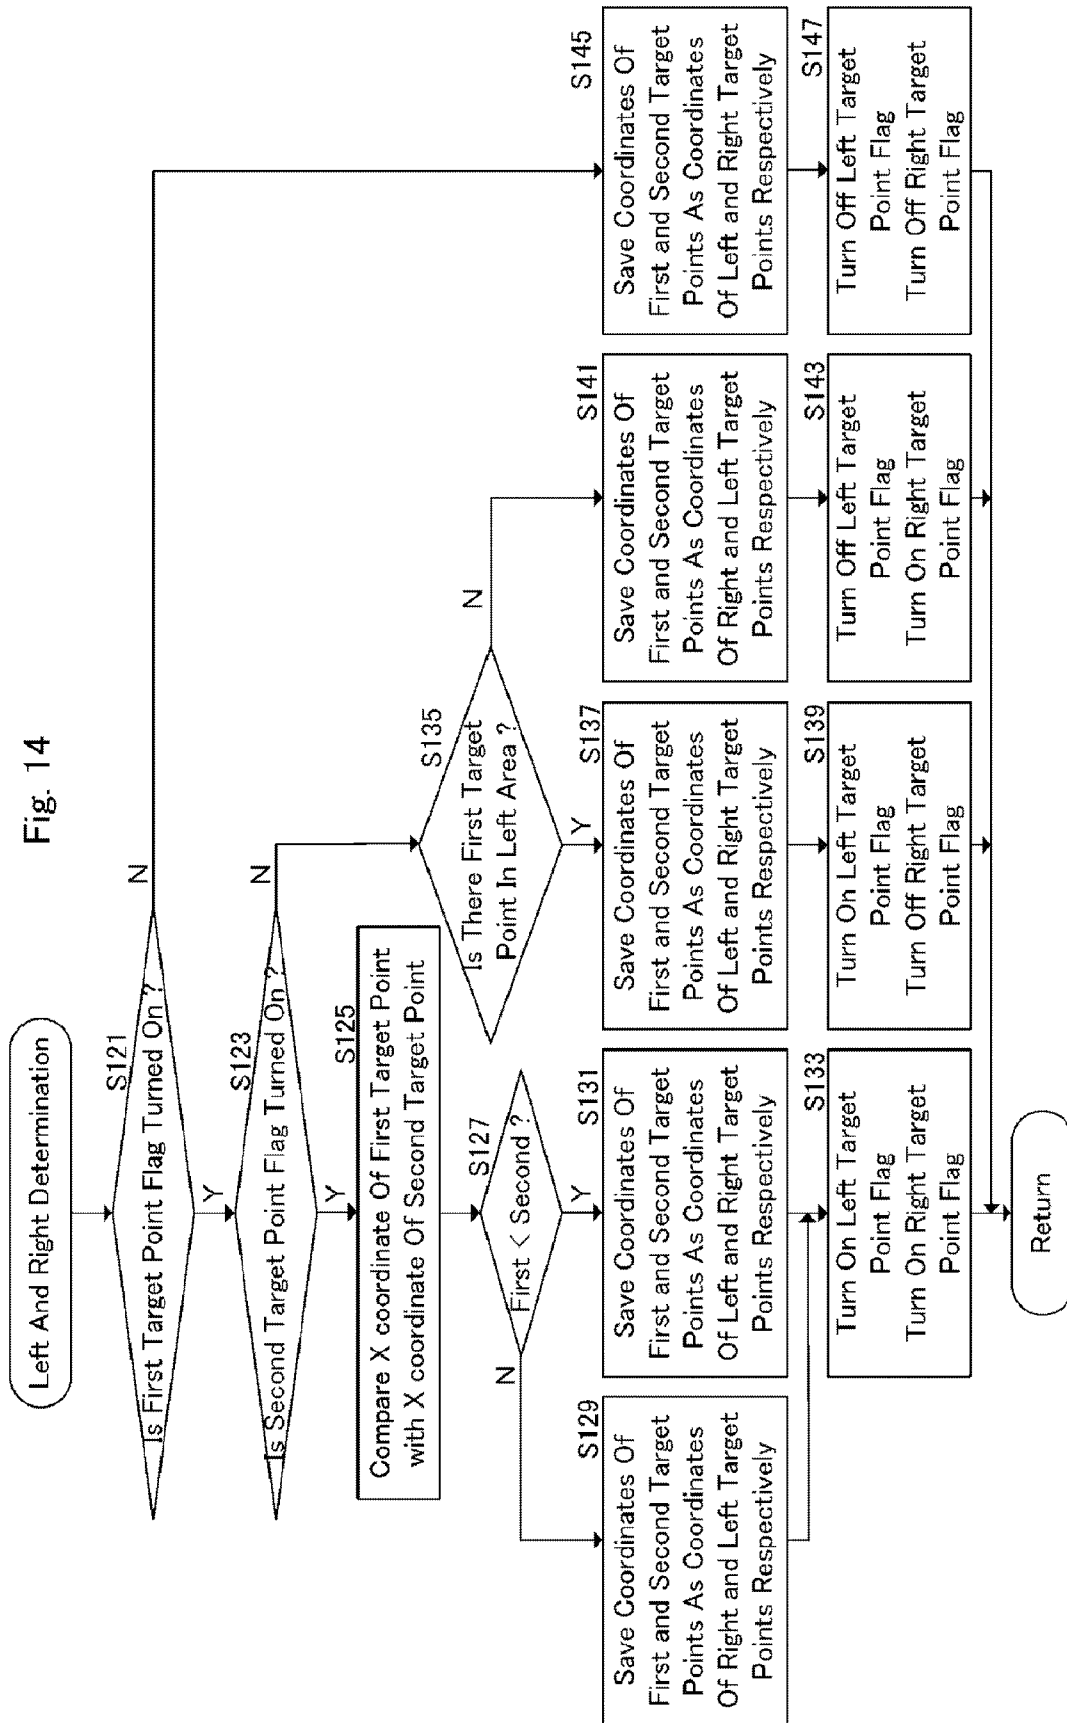 Fig. 14
Left And Right Determination
S121
Is First Target Point Flag Turned On ?
N
Y
S123
Is Second Target Point Flag Turned On ?
N
Y
S125
Compare X coordinate Of First Target Point
with X coordinate Of Second Target Point
S127
First < Second ?
N
Y
S135
Is There First Target
Point In Left Area ?
N
Y
S129
Save Coordinates Of
First and Second Target
Points As Coordinates
Of Right and Left Target
Points Respectively
S131
Save Coordinates Of
First and Second Target
Points As Coordinates
Of Left and Right Target
Points Respectively
S137
Save Coordinates Of
First and Second Target
Points As Coordinates
Of Left and Right Target
Points Respectively
S141
Save Coordinates Of
First and Second Target
Points As Coordinates
Of Right and Left Target
Points Respectively
S145
Save Coordinates Of
First and Second Target
Points As Coordinates
Of Left and Right Target
Points Respectively
S133
Turn On Left Target
Point Flag
Turn On Right Target
Point Flag
S139
Turn On Left Target
Point Flag
Turn Off Right Target
Point Flag
S143
Turn Off Left Target
Point Flag
Turn On Right Target
Point Flag
S147
Turn Off Left Target
Point Flag
Turn Off Right Target
Point Flag
Return